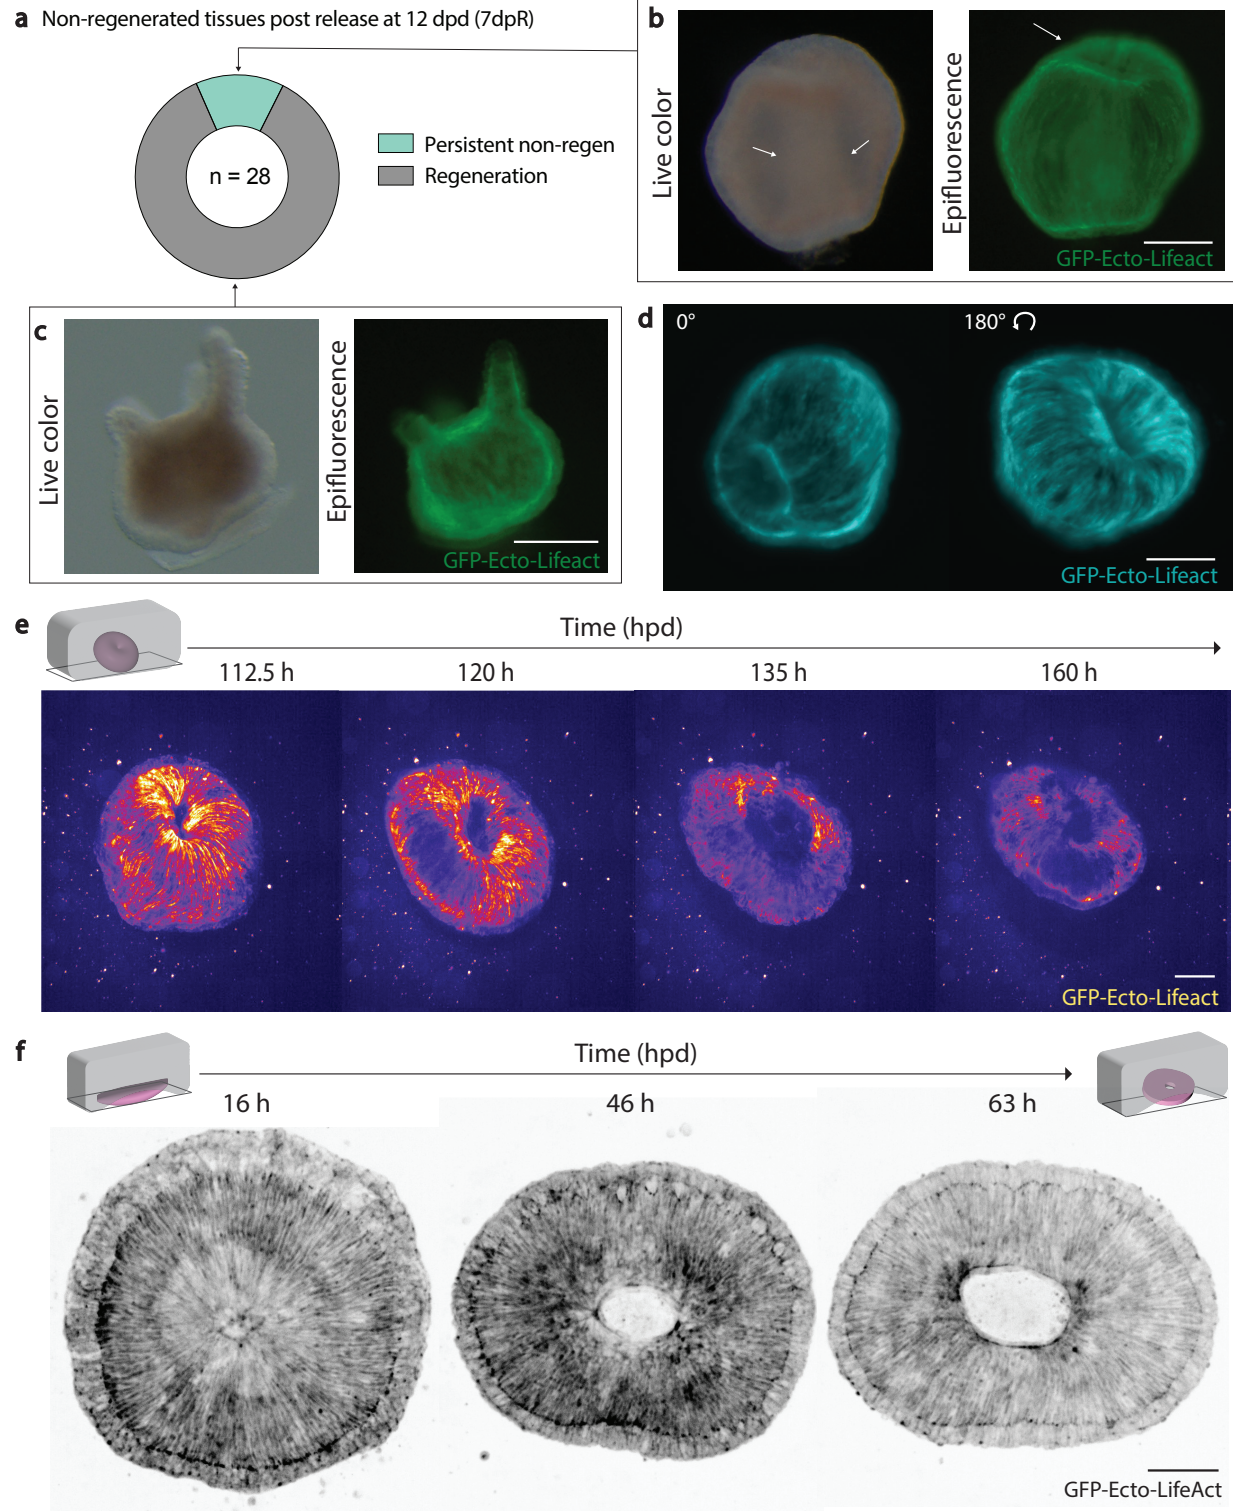 a Non-regenerated tissues post release at 12 dpd (7dpR)
n = 28
Persistent non-regen
Regeneration
b
Live color
Epifluorescence
GFP-Ecto-Lifeact
c
Live color
Epifluorescence
GFP-Ecto-Lifeact
d
0°
180°
GFP-Ecto-Lifeact
e
Time (hpd)
112.5 h 120 h 135 h 160 h
GFP-Ecto-Lifeact
f
Time (hpd)
16 h 46 h 63 h
GFP-Ecto-LifeAct